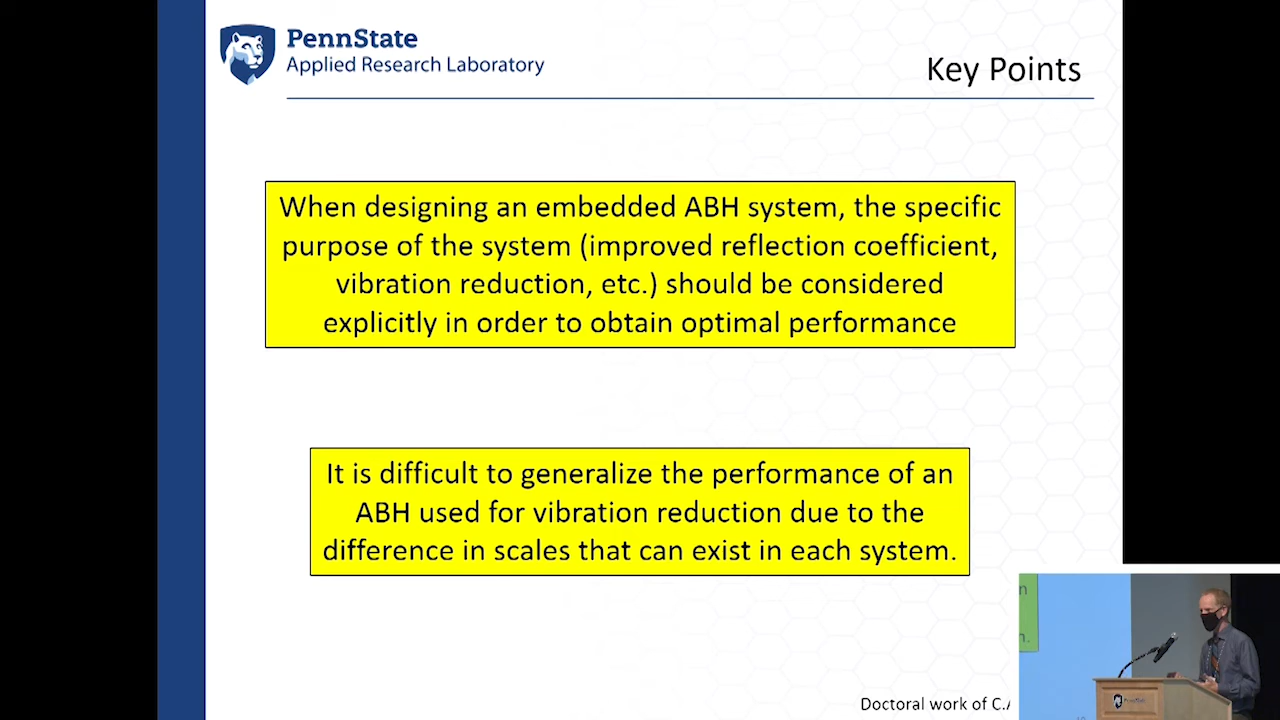 PennState
Applied Research Laboratory
Key Points
When designing an embedded ABH system, the specific
purpose of the system (improved reflection coefficient,
vibration reduction, etc.) should be considered
explicitly in order to obtain optimal performance
It is difficult to generalize the performance of an
ABH used for vibration reduction due to the
difference in scales that can exist in each system.
Doctoral work of C.A
PennState